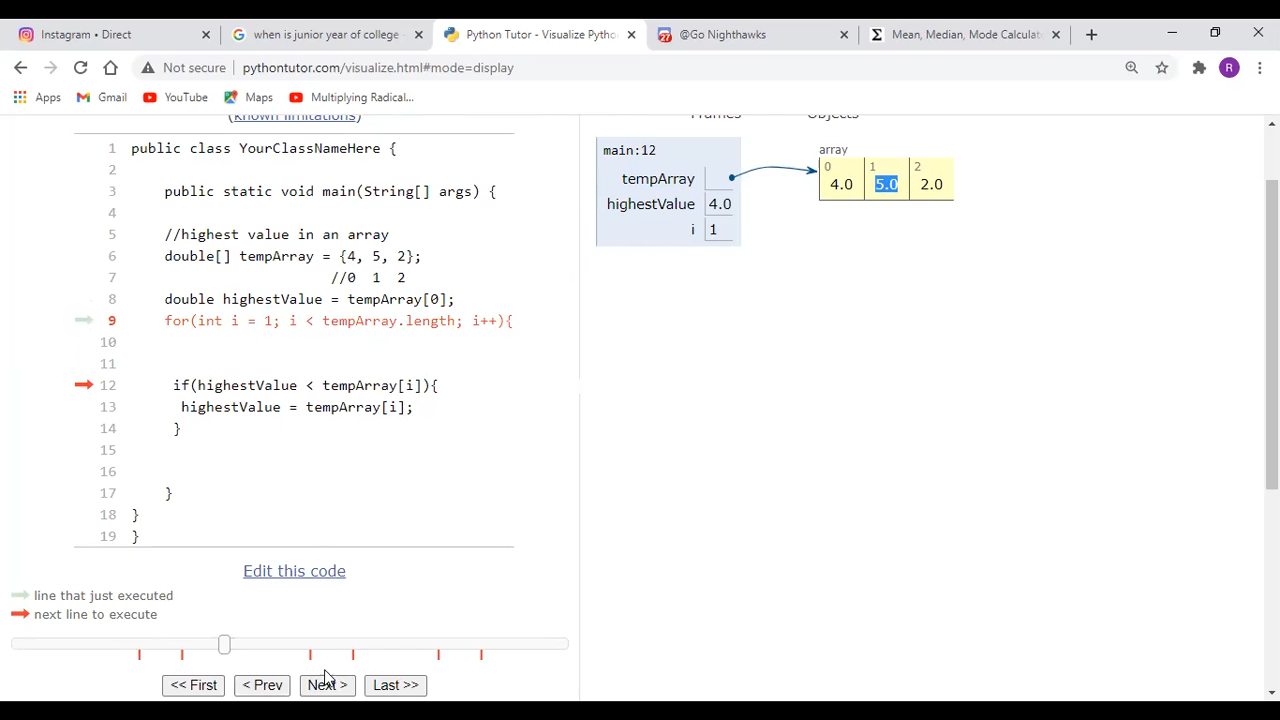 Instagram • Direct
when is junior year of college
Python Tutor - Visualize Pytho
27
@Go Nighthawks
Mean, Median, Mode Calculat
Not secure
pythontutor.com/visualize.html#mode=display
R
Apps
Gmail
YouTube
Maps
Multiplying Radical...
(known limitations)
1 public class YourClassNameHere {
2
3 public static void main(String[] args) {
4
5 //highest value in an array
6 double[] tempArray = {4, 5, 2};
7 //0 1 2
8 double highestValue = tempArray[0];
9 for(int i = 1; i < tempArray.length; i++){
10
11
12 if(highestValue < tempArray[i]){
13 highestValue = tempArray[i];
14 }
15
16
17 }
18 }
19 }
Edit this code
line that just executed
next line to execute
<< First
< Prev
Next >
Last >>
Frames
Objects
main:12
tempArray
highestValue 4.0
i 1
array
0 1 2
4.0 5.0 2.0